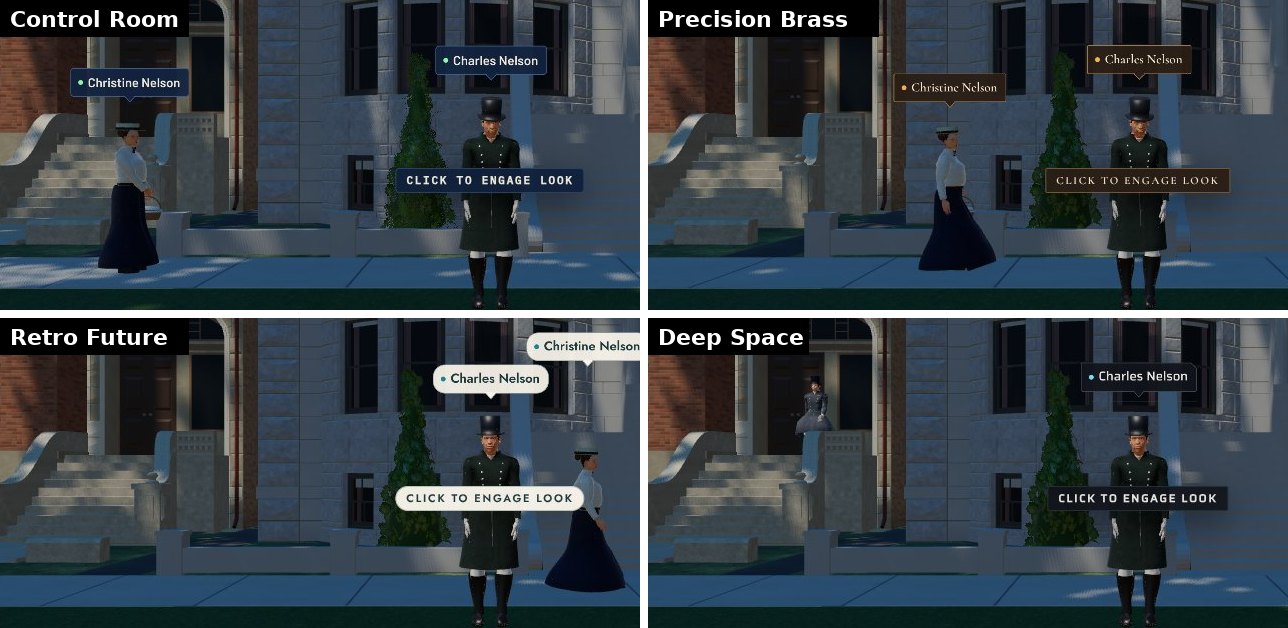 Control Room
Christine Nelson
Charles Nelson
CLICK TO ENGAGE LOOK
Precision Brass
Christine Nelson
Charles Nelson
CLICK TO ENGAGE LOOK
Retro Future
Christine Nelson
Charles Nelson
CLICK TO ENGAGE LOOK
Deep Space
Charles Nelson
CLICK TO ENGAGE LOOK